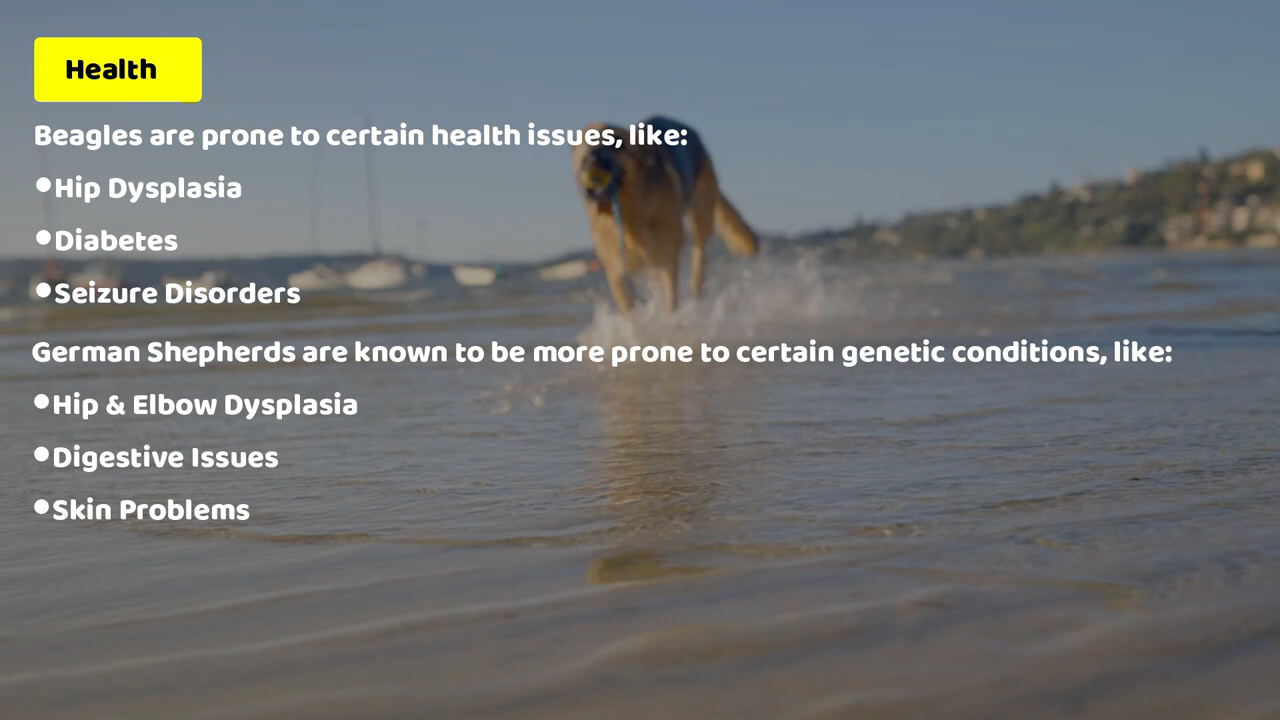 Health
Beagles are prone to certain health issues, like:
•Hip Dysplasia
•Diabetes
•Seizure Disorders
German Shepherds are known to be more prone to certain genetic conditions, like:
•Hip & Elbow Dysplasia
•Digestive Issues
•Skin Problems